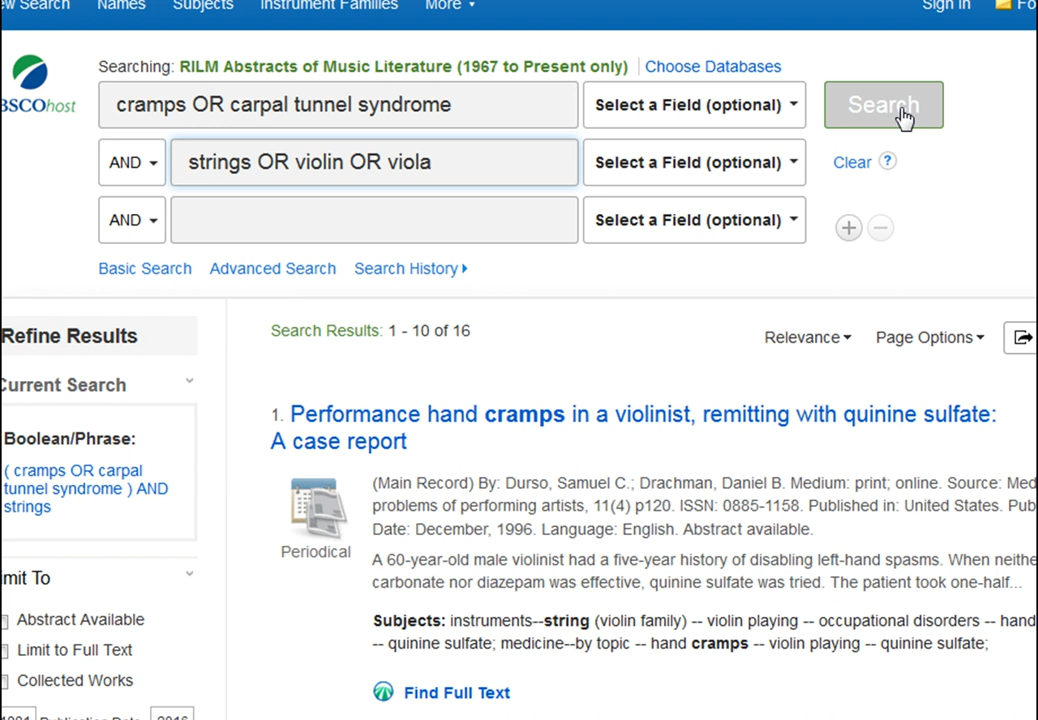 ew Search Names Subjects Instrument Families More Sign In Fo
Searching: RILM Abstracts of Music Literature (1967 to Present only) Choose Databases
BSCOhost
cramps OR carpal tunnel syndrome Select a Field (optional) Search
AND strings OR violin OR viola Select a Field (optional) Clear ?
AND Select a Field (optional) + −
Basic Search Advanced Search Search History
Refine Results
Search Results: 1 - 10 of 16
Relevance Page Options
Current Search
Boolean/Phrase:
( cramps OR carpal
tunnel syndrome ) AND
strings
imit To
Abstract Available
Limit to Full Text
Collected Works
1981 Publication Date 2016
1. Performance hand cramps in a violinist, remitting with quinine sulfate:
A case report
Periodical
(Main Record) By: Durso, Samuel C.; Drachman, Daniel B. Medium: print; online. Source: Med
problems of performing artists, 11(4) p120. ISSN: 0885-1158. Published in: United States. Pub
Date: December, 1996. Language: English. Abstract available.
A 60-year-old male violinist had a five-year history of disabling left-hand spasms. When neithe
carbonate nor diazepam was effective, quinine sulfate was tried. The patient took one-half...
Subjects: instruments--string (violin family) -- violin playing -- occupational disorders -- hand
-- quinine sulfate; medicine--by topic -- hand cramps -- violin playing -- quinine sulfate;
Find Full Text